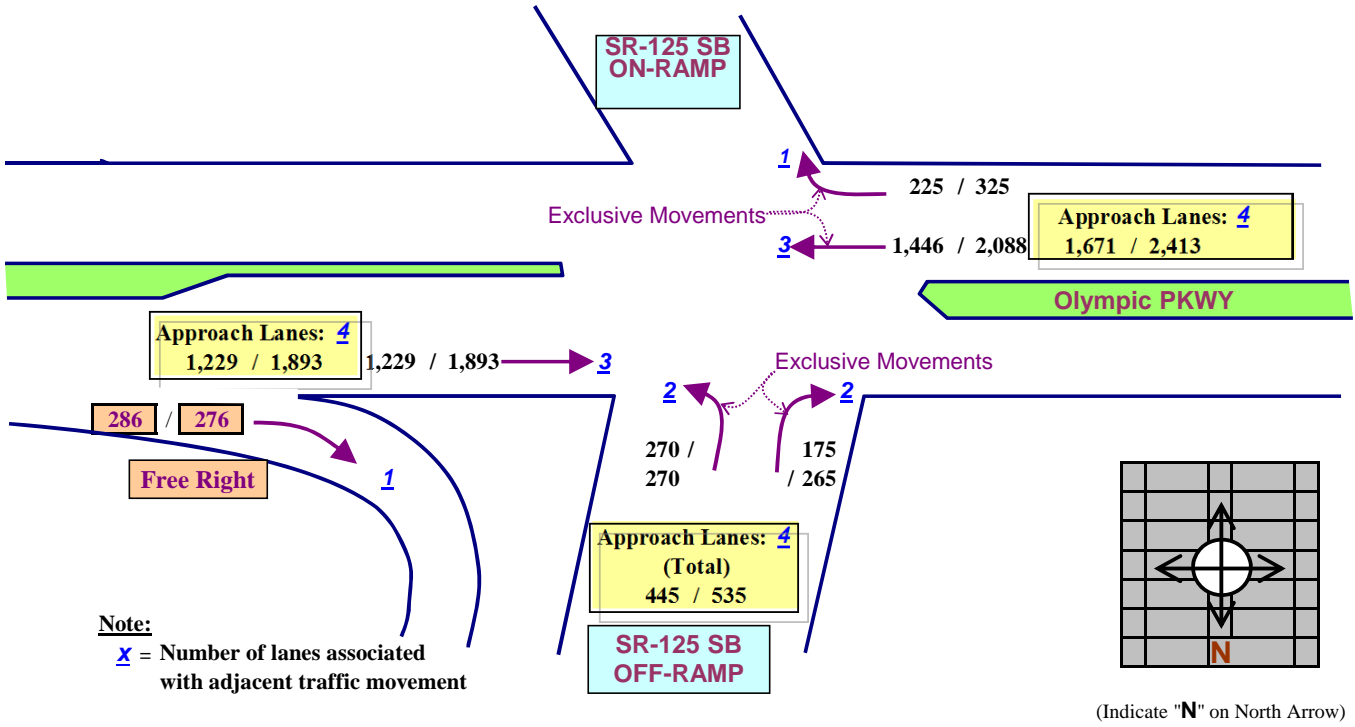 SR-125 SB
ON-RAMP
1
225 / 325
Exclusive Movements
3
1,446 / 2,088
Approach Lanes: 4
1,671 / 2,413
Olympic PKWY
Approach Lanes: 4
1,229 / 1,893
1,229 / 1,893
3
Exclusive Movements
2
2
286 / 276
Free Right
1
270 /
270
175
/ 265
Approach Lanes: 4
(Total)
445 / 535
SR-125 SB
OFF-RAMP
Note:
x = Number of lanes associated
with adjacent traffic movement
N
(Indicate "N" on North Arrow)